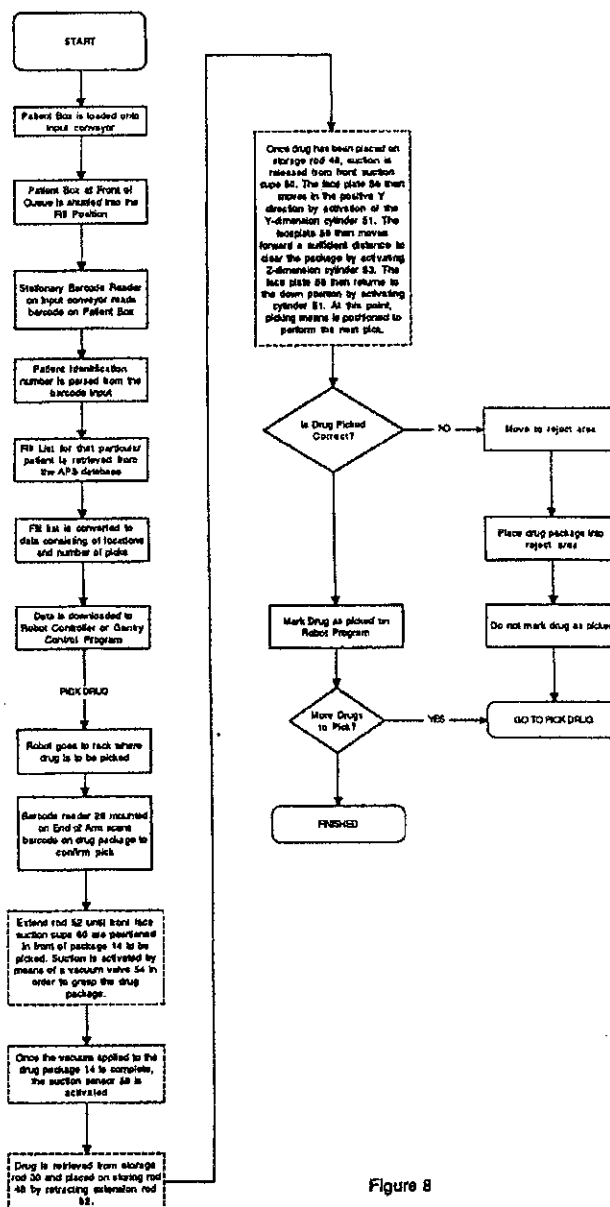 START
Patient Box is loaded onto
Input conveyor
Patient Box at Front of
Queue is shuttled into the
Fill Position
Stationary Barcode Reader
on Input conveyor reads
barcode on Patient Box
Patient Identification
number is parsed from the
barcode input
Fill List for that particular
patient is retrieved from
the APS database
Fill list is converted to
data consisting of locations
and number of picks
Data is downloaded to
Robot Controller or Gantry
Control Program
PICK DRUG
Robot goes to rack where
drug is to be picked
Barcode reader 26 mounted
on End of Arm scans
barcode on drug package to
confirm pick
Extend rod 52 until front face
suction cups 60 are positioned
in front of package 14 to be
picked. Suction is activated by
means of a vacuum valve 54 in
order to grasp the drug
package.
Once the vacuum applied to the
drug package 14 is complete,
the suction sensor 58 is
activated
Drug is retrieved from storage
rod 30 and placed on storing rod
48 by retracting extension rod
52.
Once drug has been placed on
storage rod 48, suction is
released from front suction
cups 60. The face plate 56 then
moves in the positive Y
direction by activation of the
Y-dimension cylinder 51. The
faceplate 56 then moves
forward a sufficient distance to
clear the package by activating
Z-dimension cylinder 53. The
face plate 56 then returns to
the down position by activating
cylinder 51. At this point,
picking means is positioned to
perform the next pick.
Is Drug Picked
Correct?
NO
Move to reject area
Place drug package into
reject area
Do not mark drug as picked
GO TO PICK DRUG
Mark Drug as picked on
Robot Program
More Drugs
to Pick?
YES
FINISHED
Figure 8